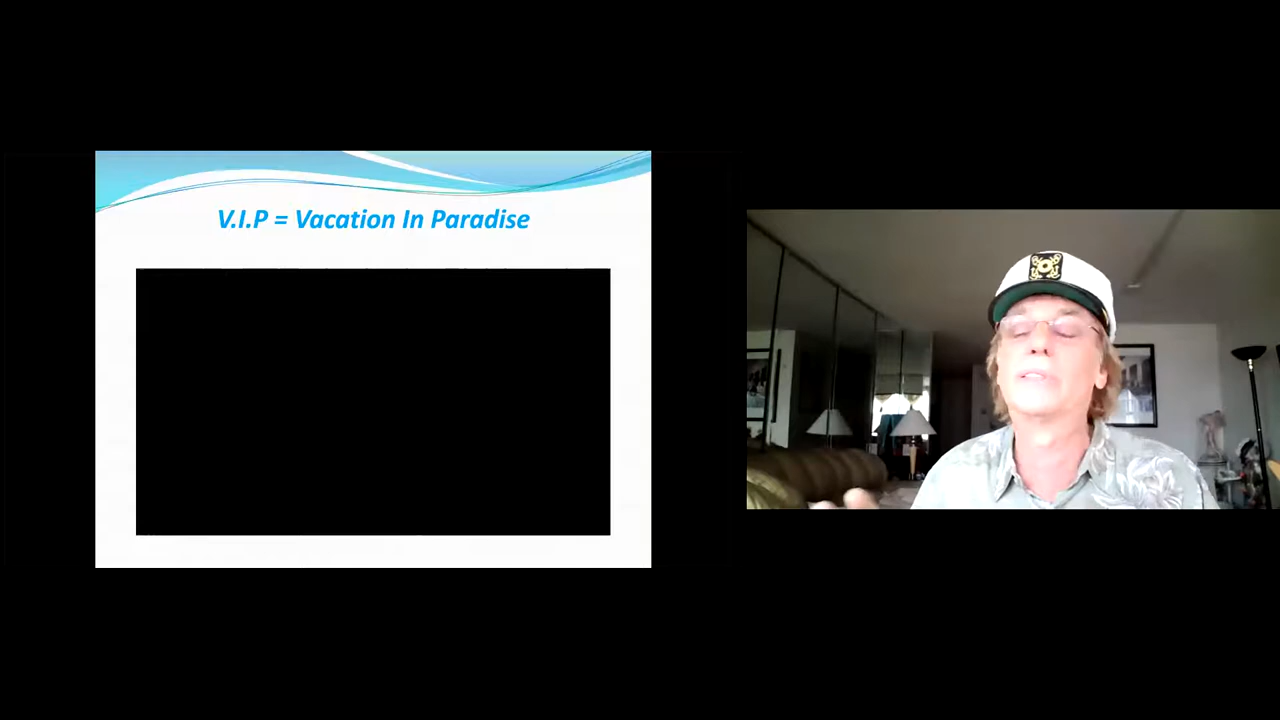 V.I.P = Vacation In Paradise